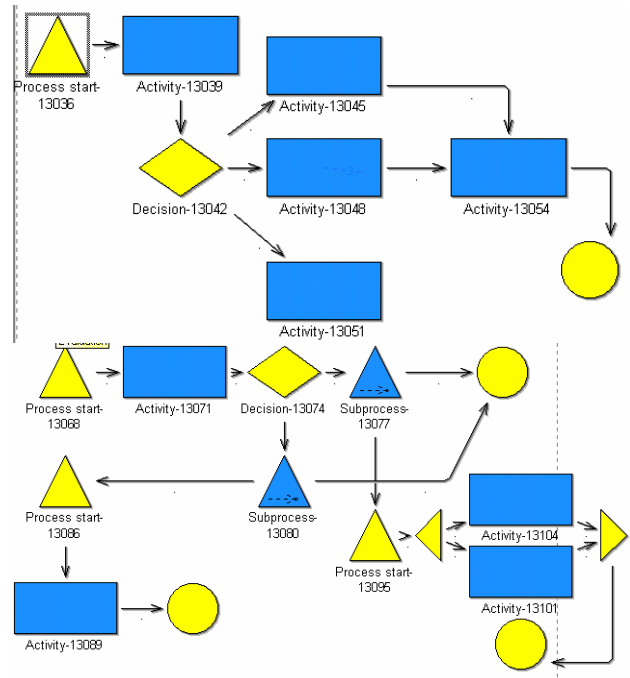 Process start-
13036
Activity-13039
Activity-13045
Decision-13042
Activity-13048
Activity-13054
Activity-13051
Process start-
13068
Activity-13071
Decision-13074
Subprocess-
13077
Process start-
13086
Subprocess-
13080
Activity-13104
Process start-
13095
Activity-13101
Activity-13089